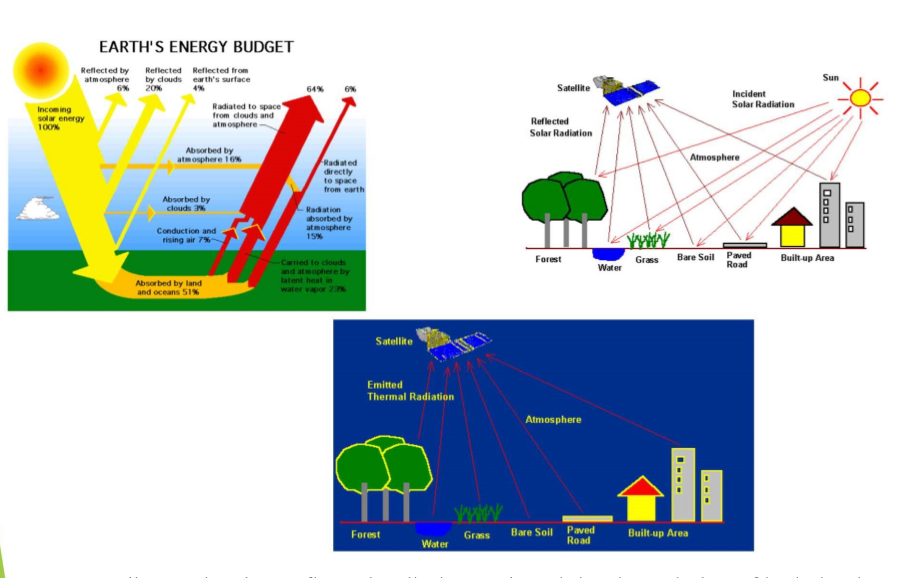 EARTH'S ENERGY BUDGET
Reflected by
atmosphere
6%
Reflected
by clouds
20%
Reflected from
earth's surface
4%
64%
6%
Incoming
solar energy
100%
Radiated to space
from clouds and
atmosphere
Absorbed by
atmosphere 16%
Radiated
directly
to space
from earth
Absorbed by
clouds 3%
Radiation
absorbed by
atmosphere
15%
Conduction and
rising air 7%
Carried to clouds
and atmophere by
latent heat in
water vapor 23%
Absorbed by land
and oceans 51%
Sun
Satellite
Incident
Solar Radiation
Reflected
Solar Radiation
Atmosphere
Forest
Water
Grass
Bare Soil
Paved
Road
Built-up Area
Satellite
Emitted
Thermal Radiation
Atmosphere
Forest
Water
Grass
Bare Soil
Paved
Road
Built-up Area